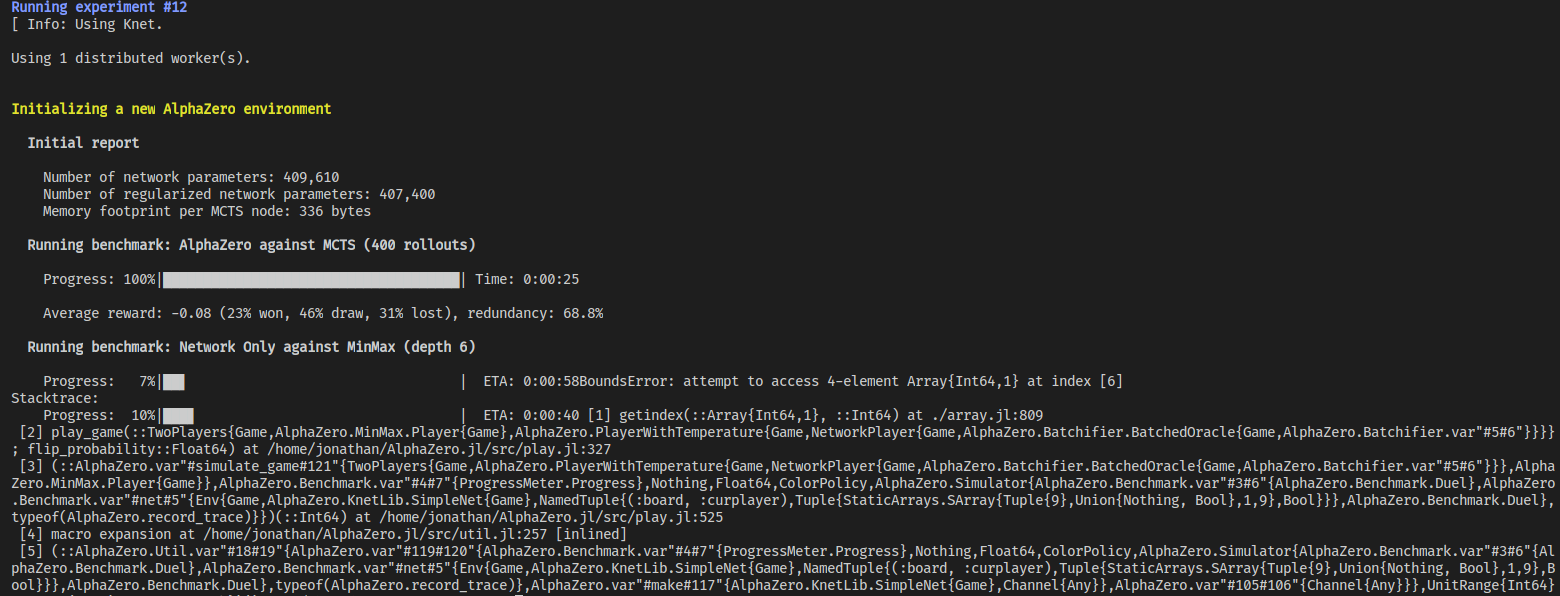 Running experiment #12
[ Info: Using Knet.
Using 1 distributed worker(s).
Initializing a new AlphaZero environment
Initial report
Number of network parameters: 409,610
Number of regularized network parameters: 407,400
Memory footprint per MCTS node: 336 bytes
Running benchmark: AlphaZero against MCTS (400 rollouts)
Progress: 100%|| Time: 0:00:25
Average reward: -0.08 (23% won, 46% draw, 31% lost), redundancy: 68.8%
Running benchmark: Network Only against MinMax (depth 6)
Progress: 7%| | ETA: 0:00:58BoundsError: attempt to access 4-element Array{Int64,1} at index [6]
Stacktrace:
Progress: 10%| | ETA: 0:00:40 [1] getindex(::Array{Int64,1}, ::Int64) at ./array.jl:809
[2] play_game(::TwoPlayers{Game,AlphaZero.MinMax.Player{Game},AlphaZero.PlayerWithTemperature{Game,NetworkPlayer{Game,AlphaZero.Batchifier.BatchedOracle{Game,AlphaZero.Batchifier.var"#5#6"}}}}
; flip_probability::Float64) at /home/jonathan/AlphaZero.jl/src/play.jl:327
[3] (::AlphaZero.var"#simulate_game#121"{TwoPlayers{Game,AlphaZero.PlayerWithTemperature{Game,NetworkPlayer{Game,AlphaZero.Batchifier.BatchedOracle{Game,AlphaZero.Batchifier.var"#5#6"}}},Alpha
Zero.MinMax.Player{Game}},AlphaZero.Benchmark.var"#4#7"{ProgressMeter.Progress},Nothing,Float64,ColorPolicy,AlphaZero.Simulator{AlphaZero.Benchmark.var"#3#6"{AlphaZero.Benchmark.Duel},AlphaZero
.Benchmark.var"#net#5"{Env{Game,AlphaZero.KnetLib.SimpleNet{Game},NamedTuple{(:board, :curplayer),Tuple{StaticArrays.SArray{Tuple{9},Union{Nothing, Bool},1,9},Bool}}},AlphaZero.Benchmark.Duel},
typeof(AlphaZero.record_trace)}})(::Int64) at /home/jonathan/AlphaZero.jl/src/play.jl:525
[4] macro expansion at /home/jonathan/AlphaZero.jl/src/util.jl:257 [inlined]
[5] (::AlphaZero.Util.var"#18#19"{AlphaZero.var"#119#120"{AlphaZero.Benchmark.var"#4#7"{ProgressMeter.Progress},Nothing,Float64,ColorPolicy,AlphaZero.Simulator{AlphaZero.Benchmark.var"#3#6"{Al
phaZero.Benchmark.Duel},AlphaZero.Benchmark.var"#net#5"{Env{Game,AlphaZero.KnetLib.SimpleNet{Game},NamedTuple{(:board, :curplayer),Tuple{StaticArrays.SArray{Tuple{9},Union{Nothing, Bool},1,9},B
ool}}},AlphaZero.Benchmark.Duel},typeof(AlphaZero.record_trace)},AlphaZero.var"#make#117"{AlphaZero.KnetLib.SimpleNet{Game},Channel{Any}},AlphaZero.var"#105#106"{Channel{Any}}},UnitRange{Int64}